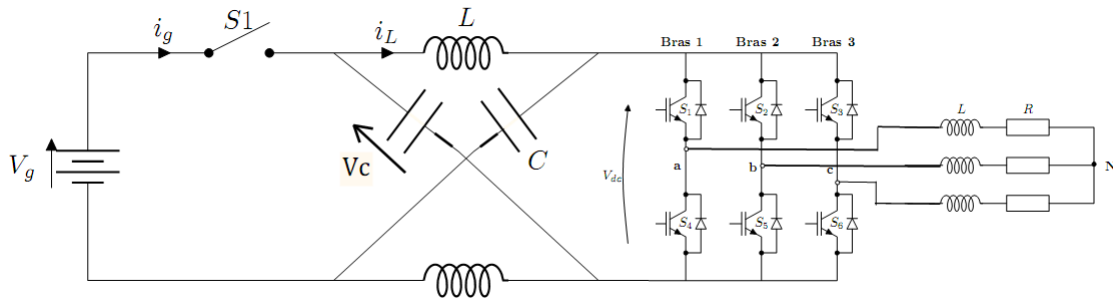 i_g
S1
i_L
L
Bras 1
Bras 2
Bras 3
S_1
S_2
S_3
L
R
V_g
Vc
C
V_dc
a
b
c
N
S_4
S_5
S_6